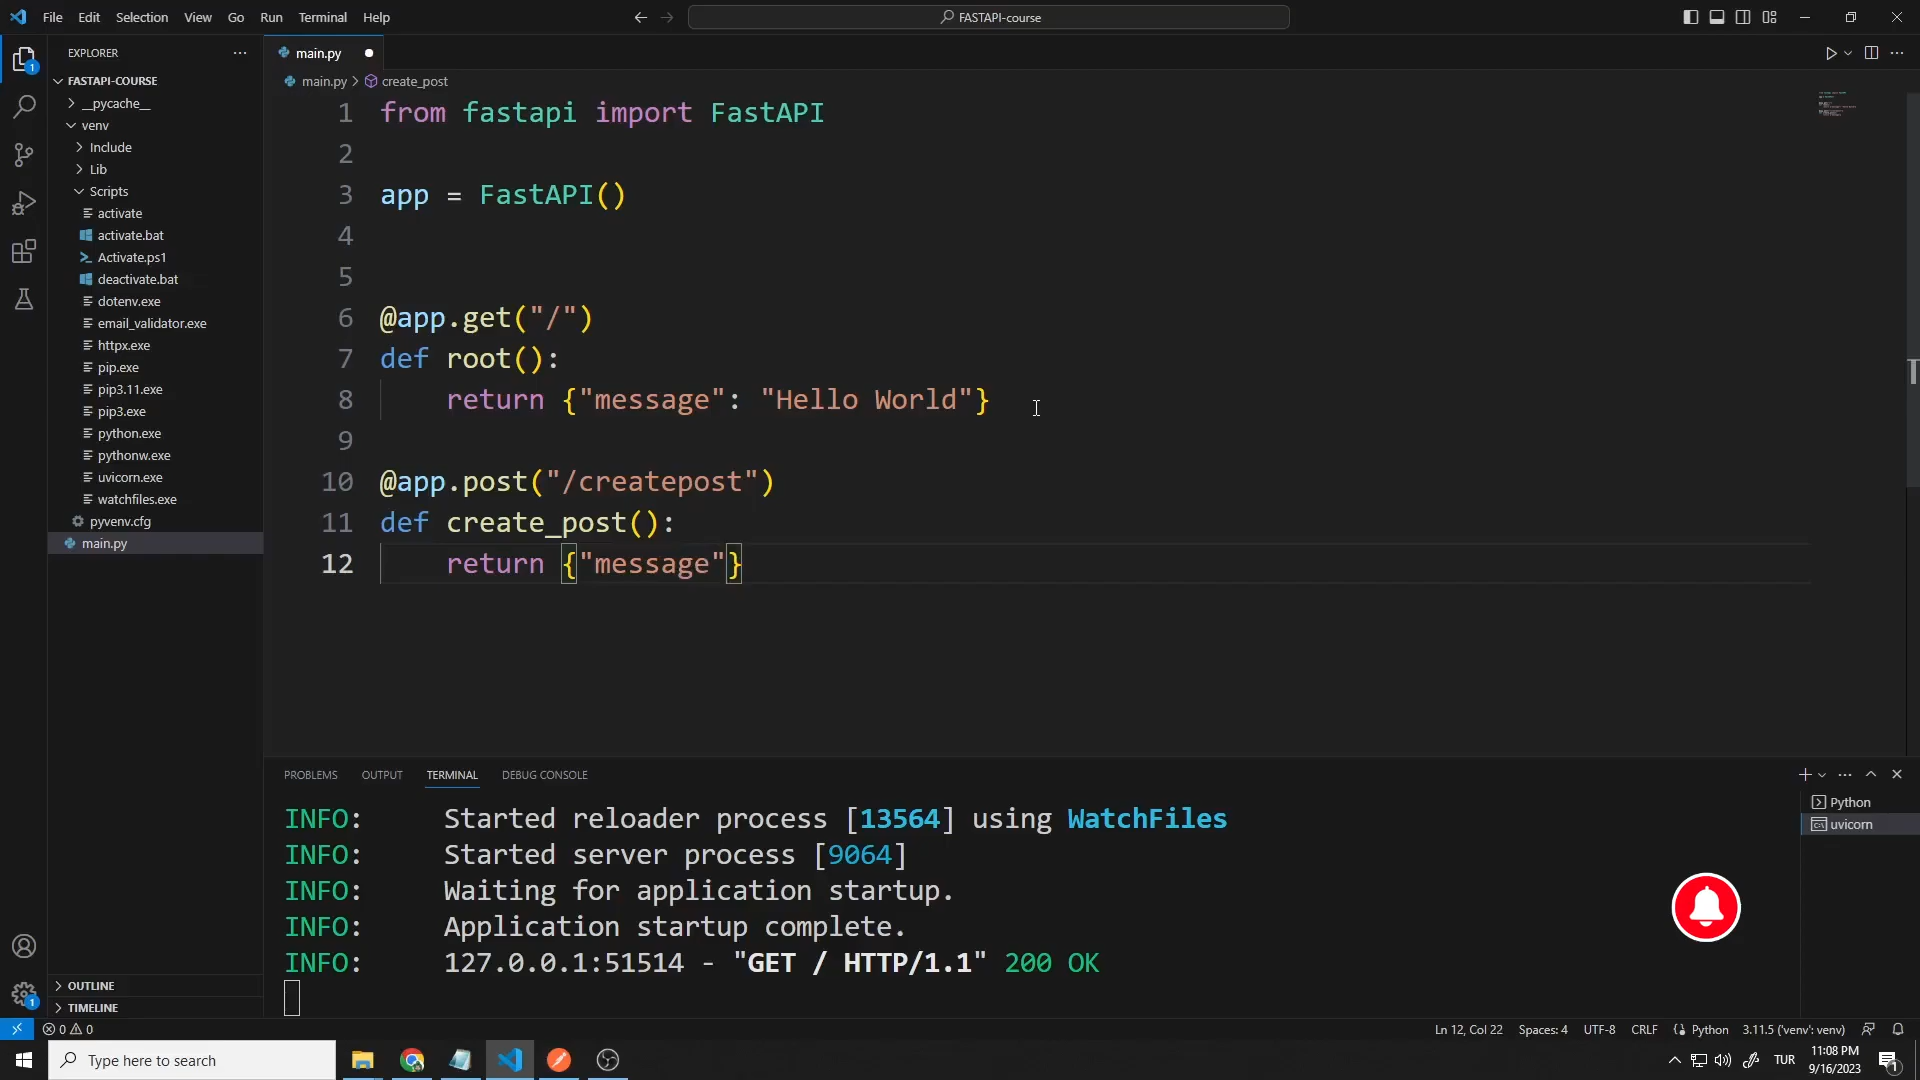 File Edit Selection View Go Run Terminal Help
FASTAPI-course
EXPLORER
FASTAPI-COURSE
__pycache__
venv
Include
Lib
Scripts
activate
activate.bat
Activate.ps1
deactivate.bat
dotenv.exe
email_validator.exe
httpx.exe
pip.exe
pip3.11.exe
pip3.exe
python.exe
pythonw.exe
uvicorn.exe
watchfiles.exe
pyvenv.cfg
main.py
OUTLINE
TIMELINE
main.py
main.py > create_post
1 from fastapi import FastAPI
2
3 app = FastAPI()
4
5
6 @app.get("/")
7 def root():
8 return {"message": "Hello World"}
9
10 @app.post("/createpost")
11 def create_post():
12 return {"message"}
PROBLEMS OUTPUT TERMINAL DEBUG CONSOLE
INFO: Started reloader process [13564] using WatchFiles
INFO: Started server process [9064]
INFO: Waiting for application startup.
INFO: Application startup complete.
INFO: 127.0.0.1:51514 - "GET / HTTP/1.1" 200 OK
Python
uvicorn
1
1
0 0
Ln 12, Col 22 Spaces: 4 UTF-8 CRLF Python 3.11.5 ('venv': venv)
Type here to search
TUR
11:08 PM
9/16/2023
1